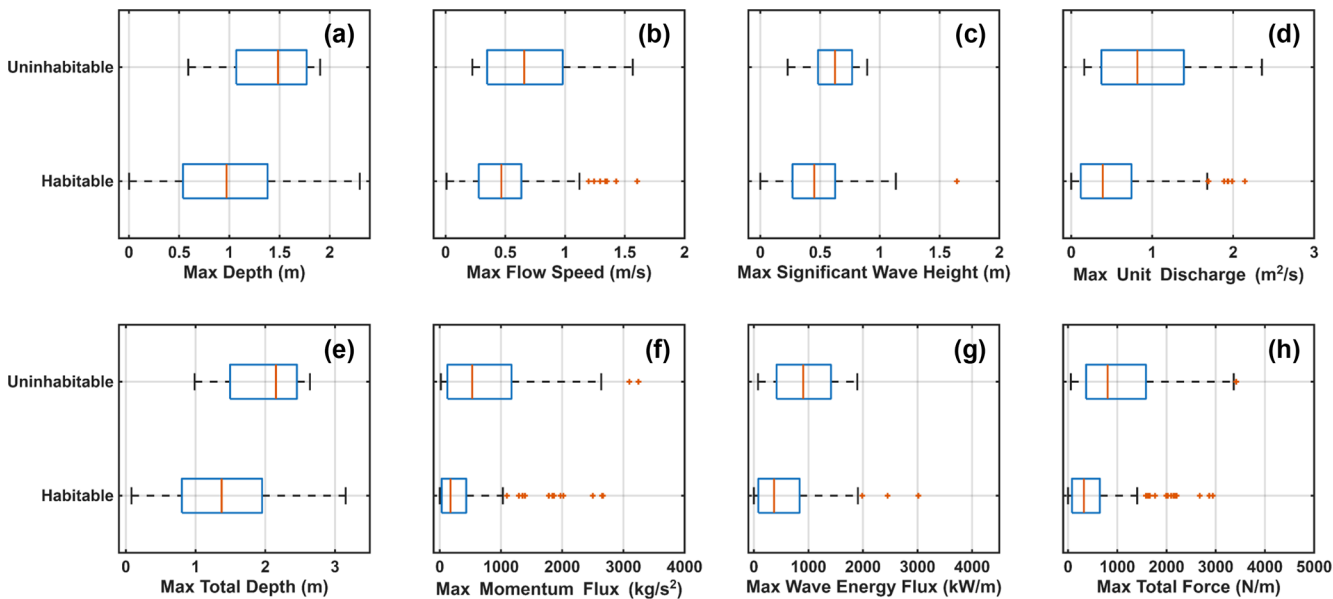 (a)
(b)
(c)
(d)
Uninhabitable
Habitable
0 0.5 1 1.5 2
0 0.5 1 1.5 2
0 0.5 1 1.5 2
0 1 2 3
Max Depth (m)
Max Flow Speed (m/s)
Max Significant Wave Height (m)
Max Unit Discharge (m²/s)
(e)
(f)
(g)
(h)
Uninhabitable
Habitable
0 1 2 3
0 1000 2000 3000 4000
0 1000 2000 3000 4000
0 1000 2000 3000 4000 5000
Max Total Depth (m)
Max Momentum Flux (kg/s²)
Max Wave Energy Flux (kW/m)
Max Total Force (N/m)